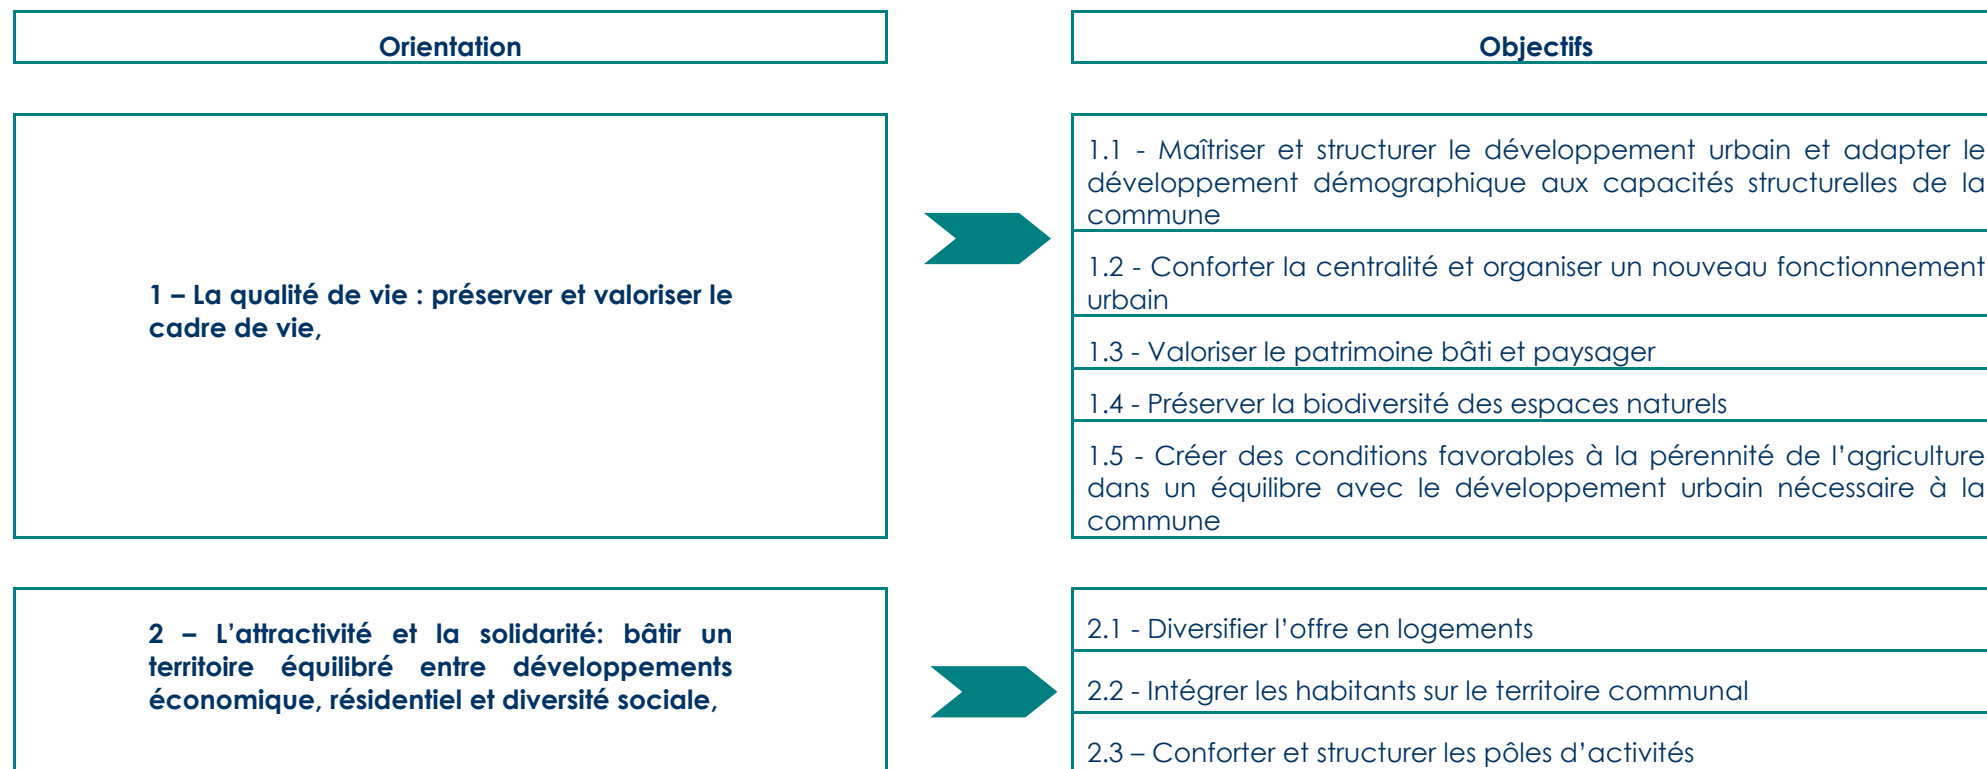 Orientation
Objectifs
1 – La qualité de vie : préserver et valoriser le
cadre de vie,
1.1 - Maîtriser et structurer le développement urbain et adapter le
développement démographique aux capacités structurelles de la
commune
1.2 - Conforter la centralité et organiser un nouveau fonctionnement
urbain
1.3 - Valoriser le patrimoine bâti et paysager
1.4 - Préserver la biodiversité des espaces naturels
1.5 - Créer des conditions favorables à la pérennité de l’agriculture
dans un équilibre avec le développement urbain nécessaire à la
commune
2 – L’attractivité et la solidarité: bâtir un
territoire équilibré entre développements
économique, résidentiel et diversité sociale,
2.1 - Diversifier l’offre en logements
2.2 - Intégrer les habitants sur le territoire communal
2.3 – Conforter et structurer les pôles d’activités